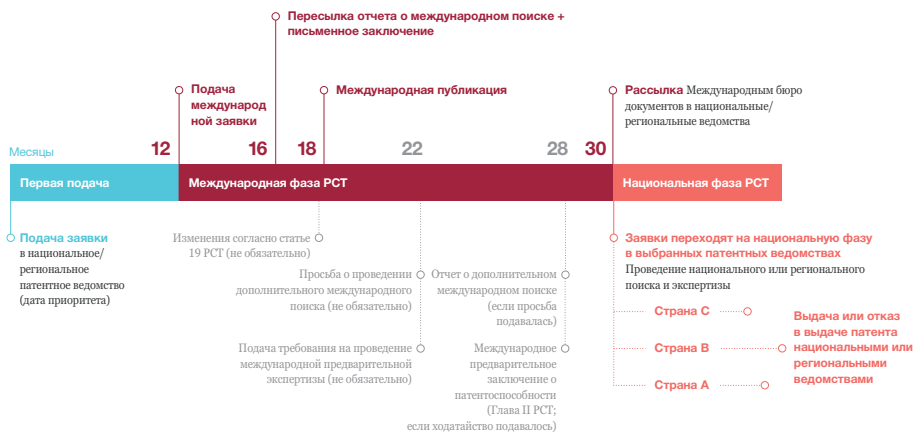 Пересылка отчета о международном поиске +
письменное заключение
Подача
международ
ной заявки
Международная публикация
Рассылка Международным бюро
документов в национальные/
региональные ведомства
Месяцы
12
16
18
22
28
30
Первая подача
Международная фаза PCT
Национальная фаза PCT
Подача заявки
в национальное/
региональное
патентное ведомство
(дата приоритета)
Изменения согласно статье
19 PCT (не обязательно)
Просьба о проведении
дополнительного международного
поиска (не обязательно)
Подача требования на проведение
международной предварительной
экспертизы (не обязательно)
Отчет о дополнительном
международном поиске
(если просьба
подавалась)
Международное
предварительное
заключение о
патентоспособности
(Глава II PCT;
если ходатайство подавалось)
Заявки переходят на национальную фазу
в выбранных патентных ведомствах
Проведение национального или регионального
поиска и экспертизы
Страна C
Страна B
Страна A
Выдача или отказ
в выдаче патента
национальными или
региональными
ведомствами